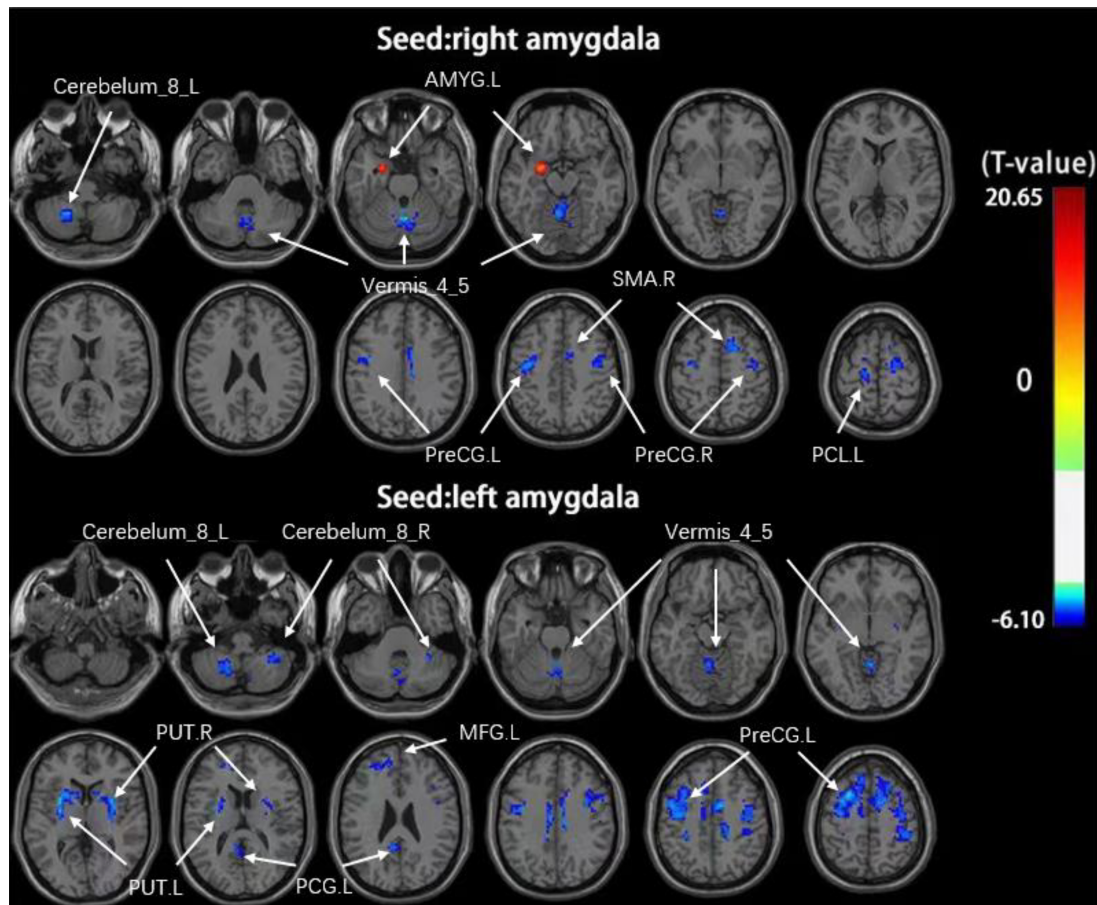 Seed:right amygdala
Cerebelum_8_L
AMYG.L
(T-value)
20.65
Vermis_4_5
SMA.R
0
PreCG.L
PreCG.R
PCL.L
Seed:left amygdala
Cerebelum_8_L
Cerebelum_8_R
Vermis_4_5
-6.10
PUT.R
MFG.L
PreCG.L
PUT.L
PCG.L